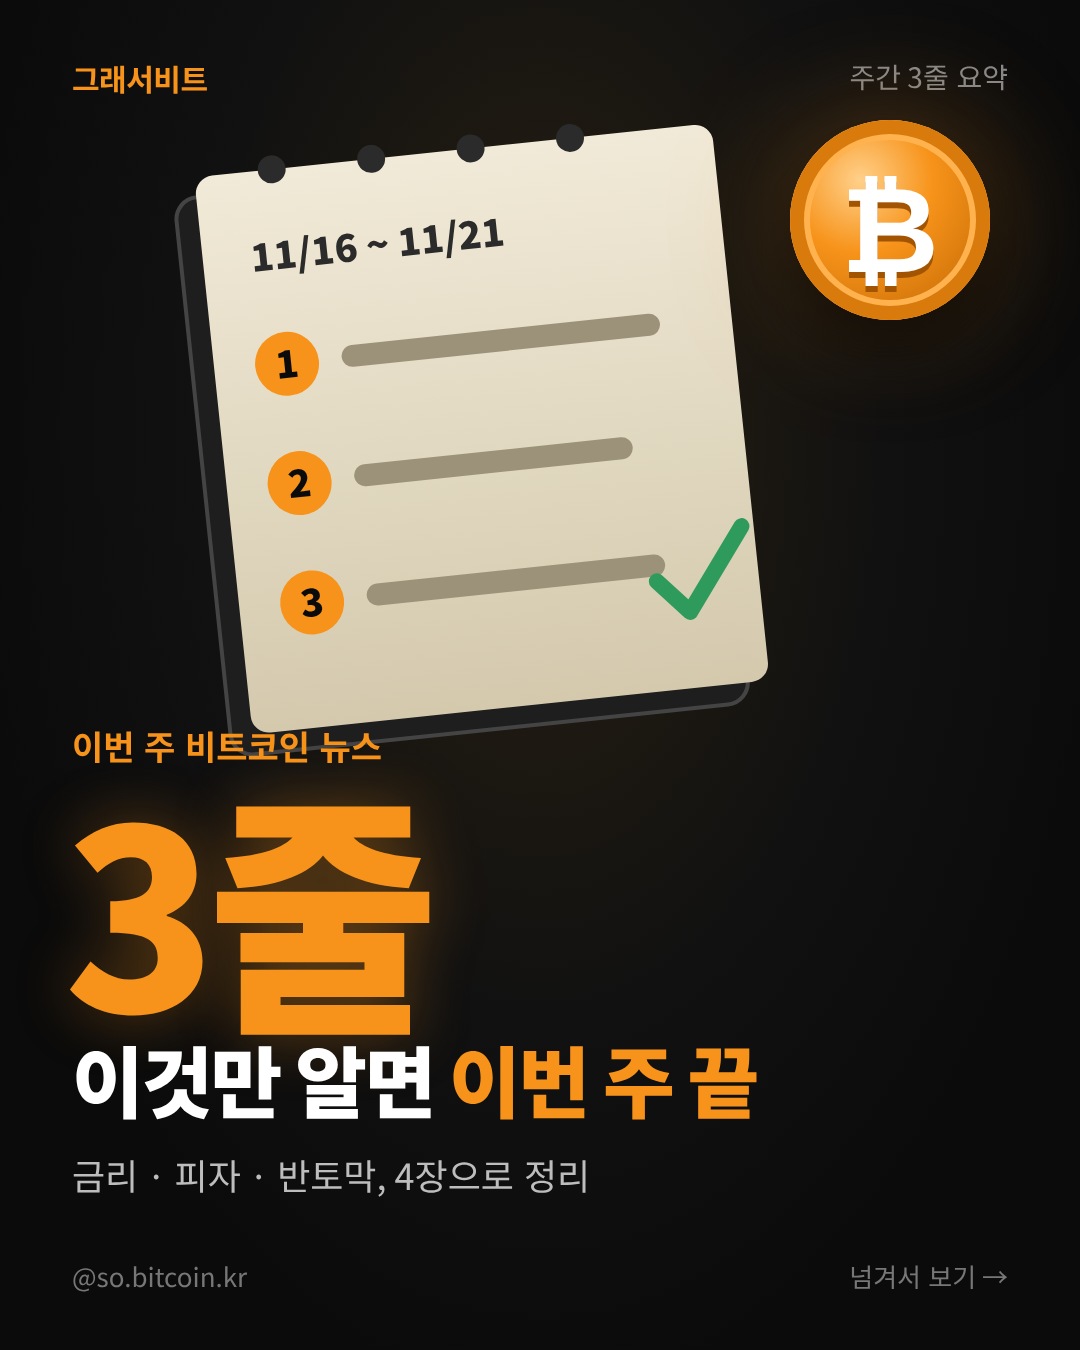 그래서비트
주간 3줄 요약
₿
11/16 ~ 11/21
1
2
3
이번 주 비트코인 뉴스
3줄
이것만 알면 이번 주 끝
금리 · 피자 · 반토막, 4장으로 정리
@so.bitcoin.kr
넘겨서 보기 →